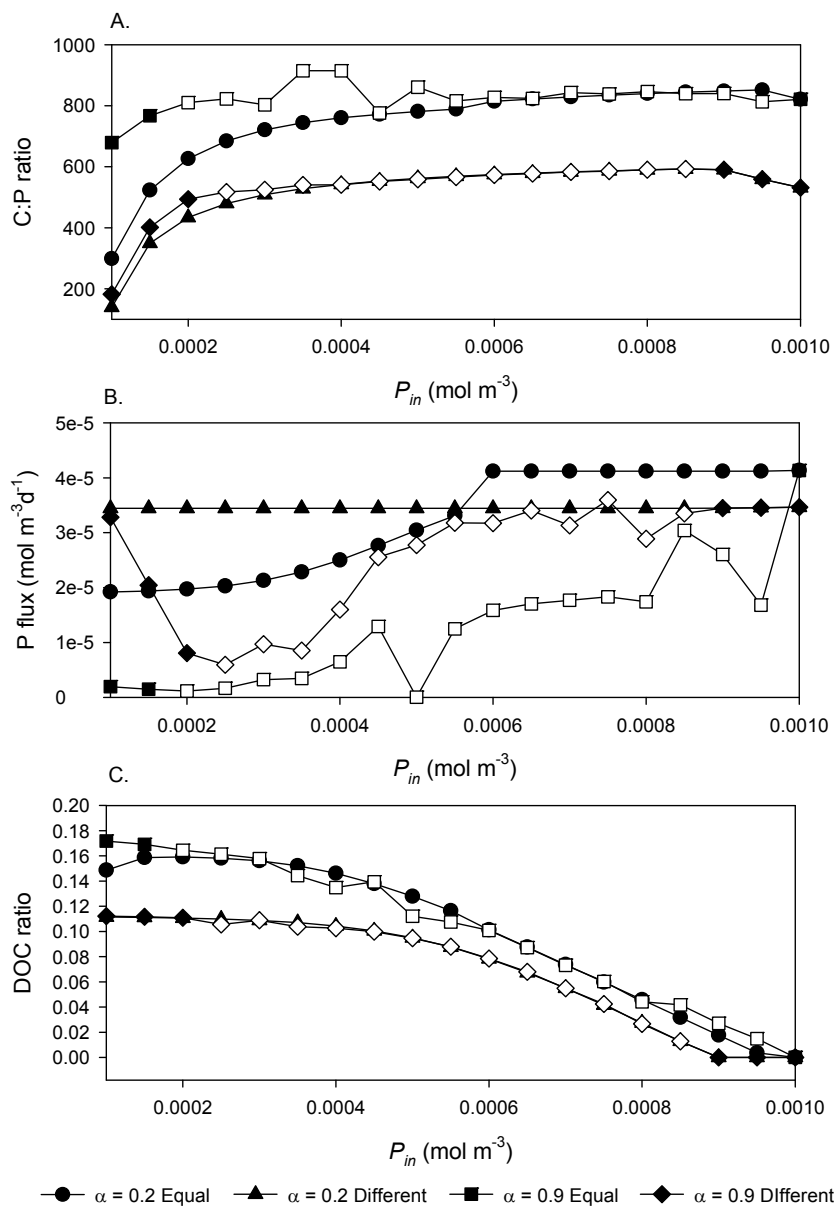 A.
1000
800
600
400
200
C:P ratio
0.0002 0.0004 0.0006 0.0008 0.0010
P_in (mol m⁻³)
B.
5e-5
4e-5
3e-5
2e-5
1e-5
0
P flux (mol m⁻³d⁻¹)
0.0002 0.0004 0.0006 0.0008 0.0010
P_in (mol m⁻³)
C.
0.20
0.18
0.16
0.14
0.12
0.10
0.08
0.06
0.04
0.02
0.00
DOC ratio
0.0002 0.0004 0.0006 0.0008 0.0010
P_in (mol m⁻³)
α = 0.2 Equal α = 0.2 Different α = 0.9 Equal α = 0.9 DIfferent